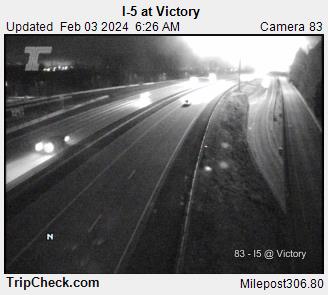 I-5 at Victory
Updated  Feb 03 2024  6:26 AM
Camera 83
T
N
83 - I5 @ Victory
TripCheck.com
Milepost306.80